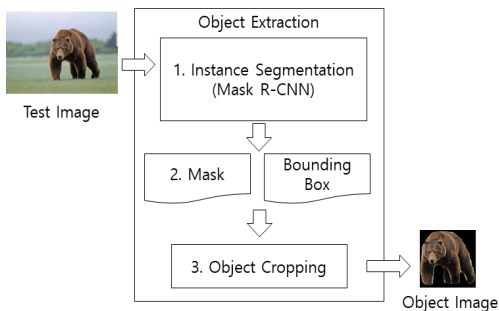 Object Extraction
1. Instance Segmentation
(Mask R-CNN)
Test Image
2. Mask
Bounding
Box
3. Object Cropping
Object Image